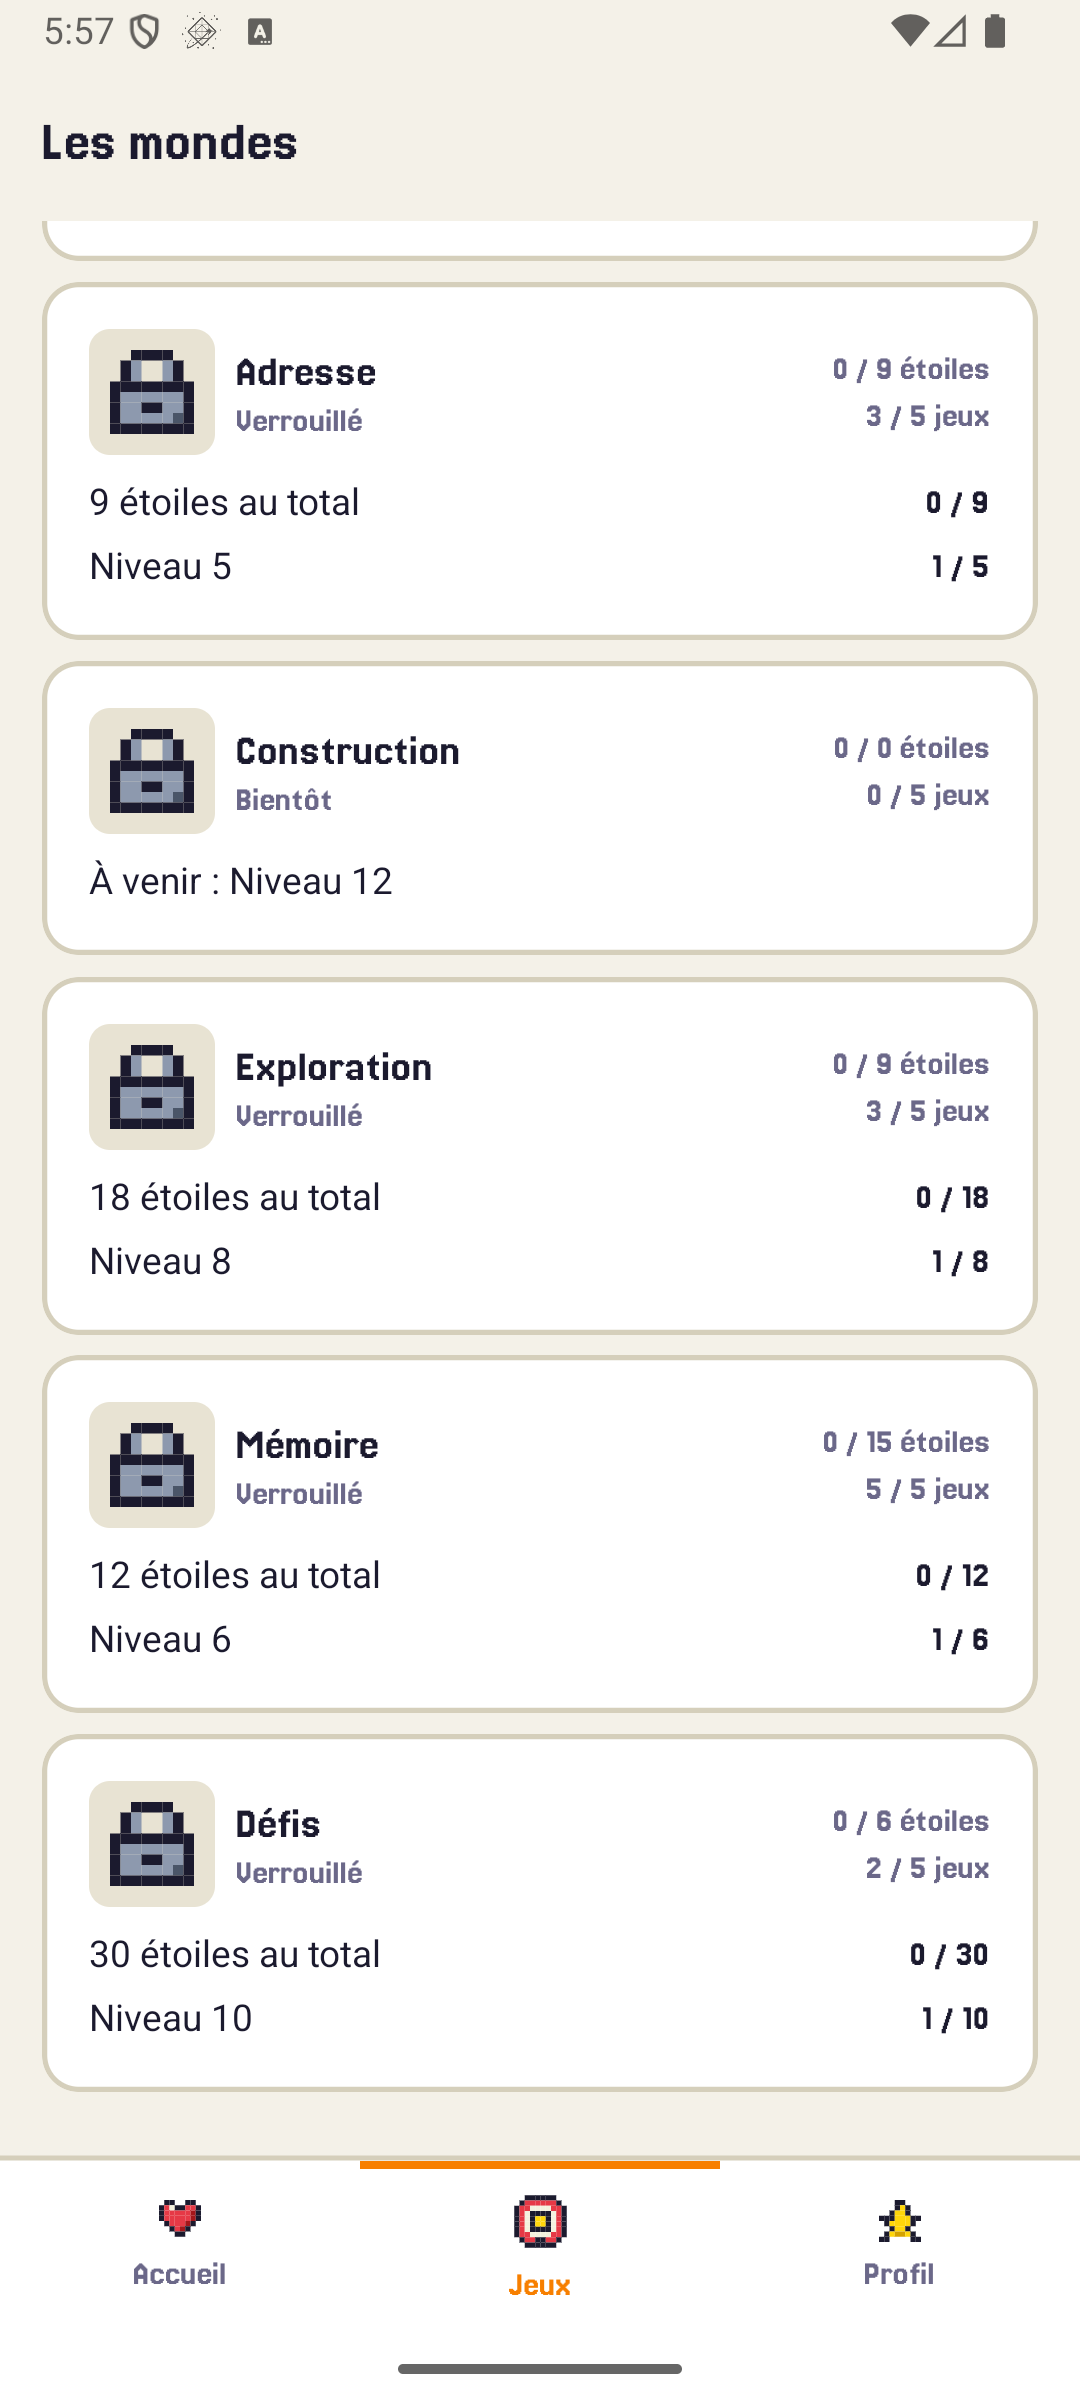 5:57
Les mondes
Adresse
0 / 9 étoiles
Verrouillé
3 / 5 jeux
9 étoiles au total
0 / 9
Niveau 5
1 / 5
Construction
0 / 0 étoiles
Bientôt
0 / 5 jeux
À venir : Niveau 12
Exploration
0 / 9 étoiles
Verrouillé
3 / 5 jeux
18 étoiles au total
0 / 18
Niveau 8
1 / 8
Mémoire
0 / 15 étoiles
Verrouillé
5 / 5 jeux
12 étoiles au total
0 / 12
Niveau 6
1 / 6
Défis
0 / 6 étoiles
Verrouillé
2 / 5 jeux
30 étoiles au total
0 / 30
Niveau 10
1 / 10
Accueil
Jeux
Profil